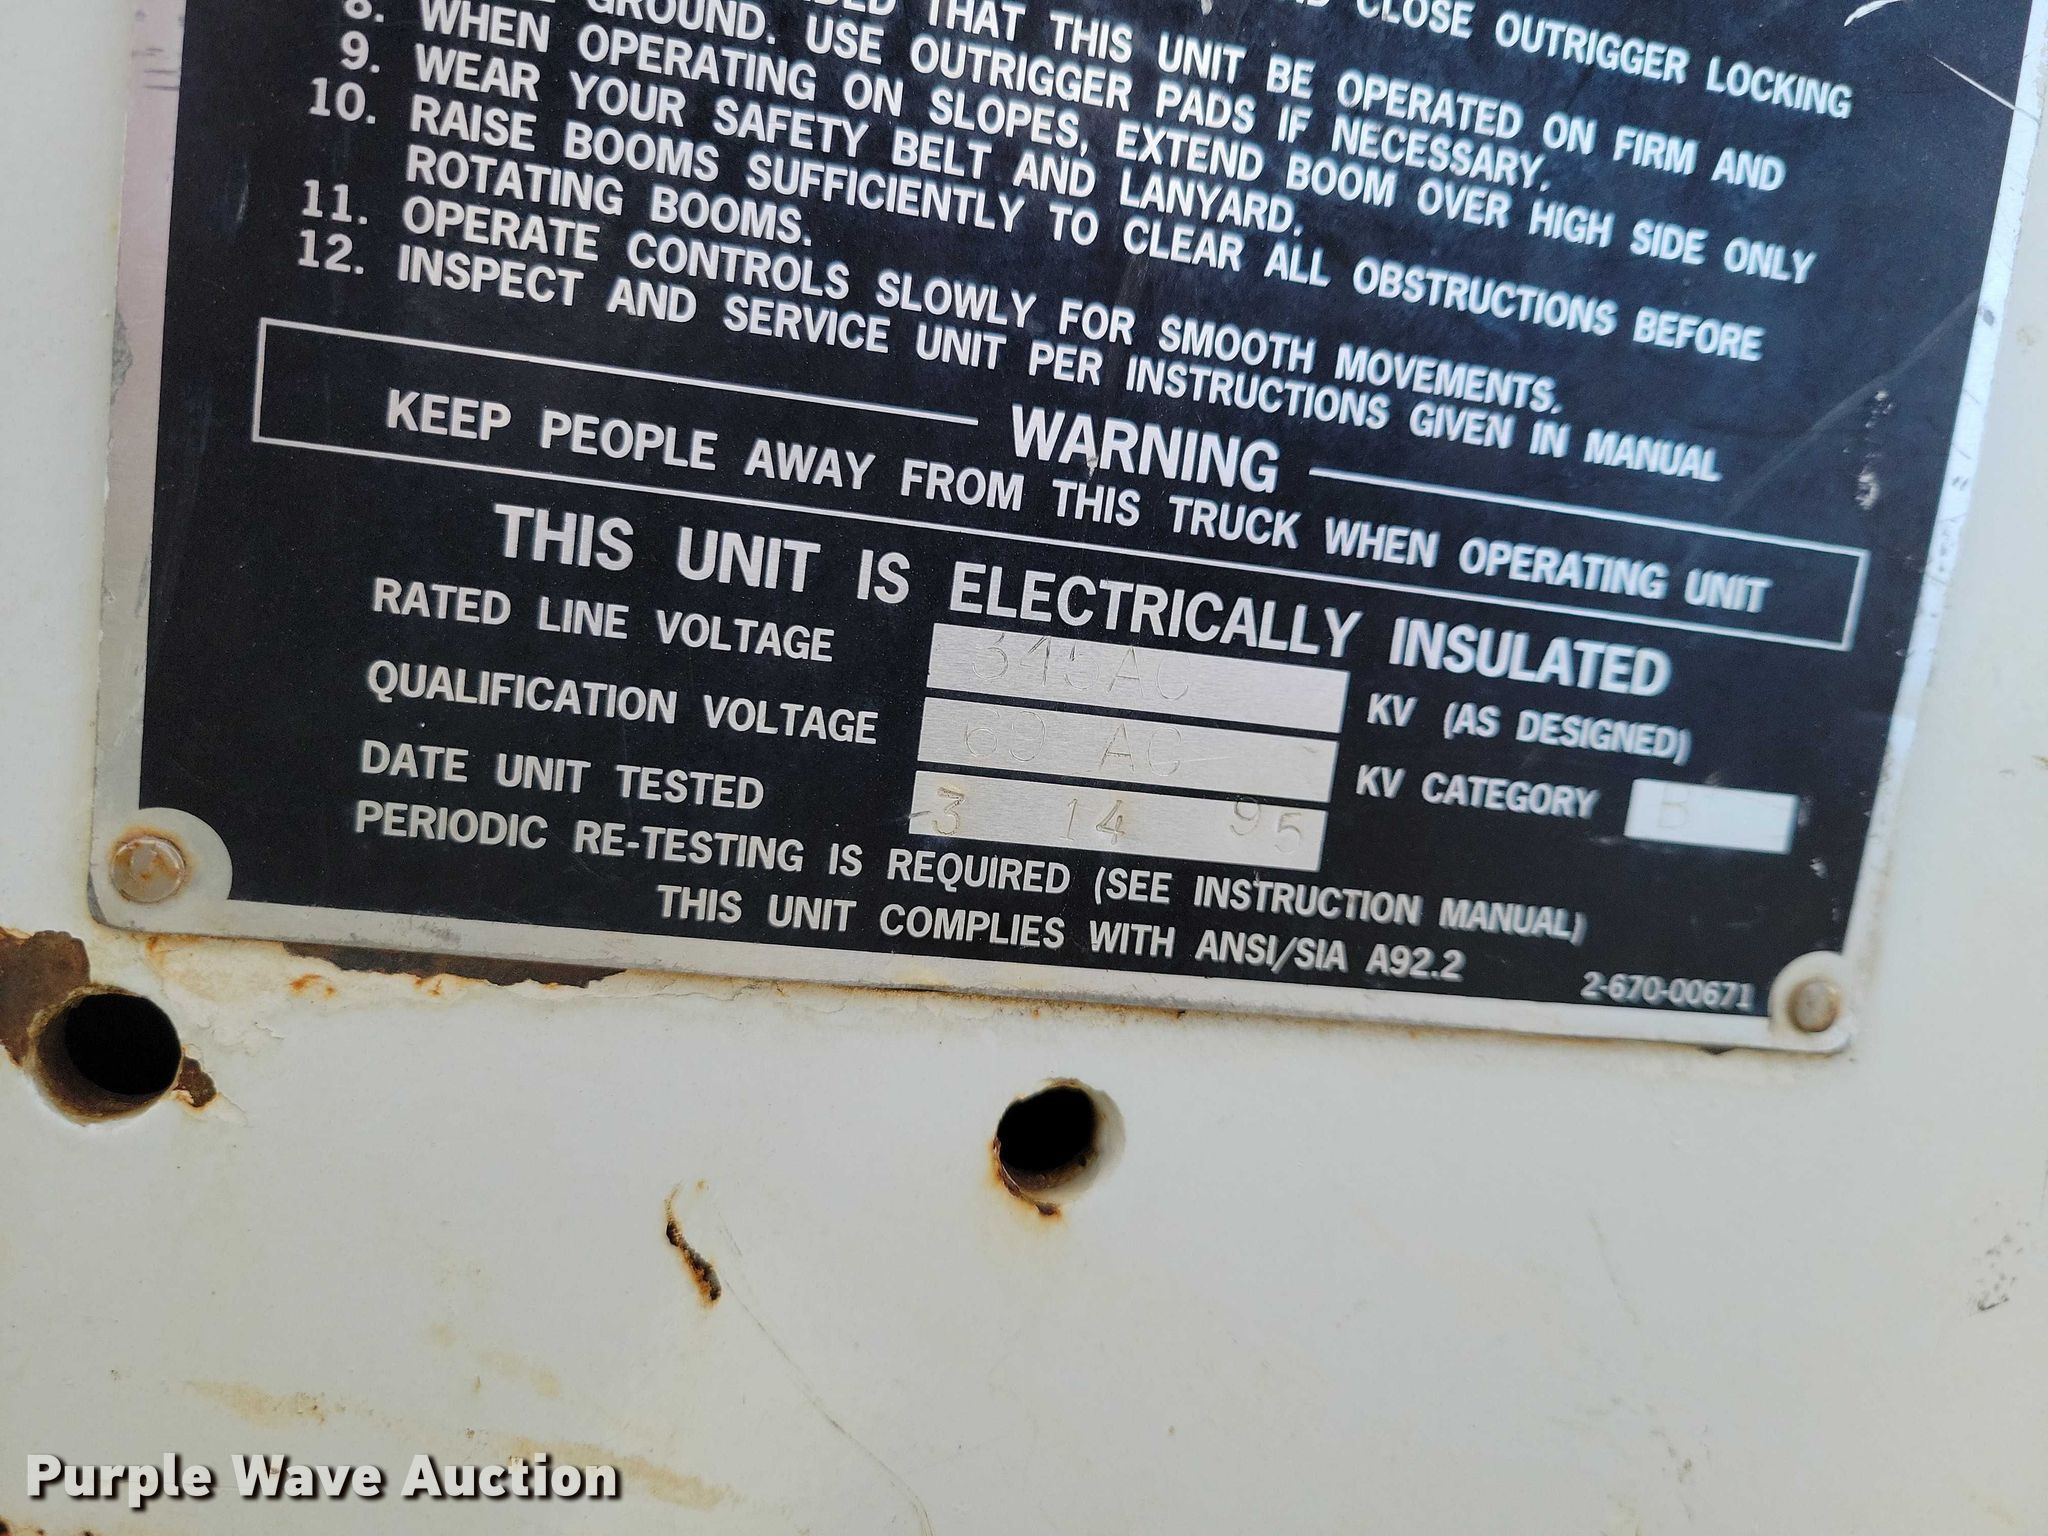 CLOSE OUTRIGGER LOCKING
THAT THIS UNIT BE OPERATED ON FIRM AND
GROUND. USE OUTRIGGER PADS IF NECESSARY.
8. WHEN OPERATING ON SLOPES, EXTEND BOOM OVER HIGH SIDE ONLY
9. WEAR YOUR SAFETY BELT AND LANYARD.
10. RAISE BOOMS SUFFICIENTLY TO CLEAR ALL OBSTRUCTIONS BEFORE
ROTATING BOOMS.
11. OPERATE CONTROLS SLOWLY FOR SMOOTH MOVEMENTS.
12. INSPECT AND SERVICE UNIT PER INSTRUCTIONS GIVEN IN MANUAL
WARNING
KEEP PEOPLE AWAY FROM THIS TRUCK WHEN OPERATING UNIT
THIS UNIT IS ELECTRICALLY INSULATED
RATED LINE VOLTAGE 345AC KV (AS DESIGNED)
QUALIFICATION VOLTAGE 69 AC KV CATEGORY B
DATE UNIT TESTED 3 14 95
PERIODIC RE-TESTING IS REQUIRED (SEE INSTRUCTION MANUAL)
THIS UNIT COMPLIES WITH ANSI/SIA A92.2
2-670-00671
Purple Wave Auction